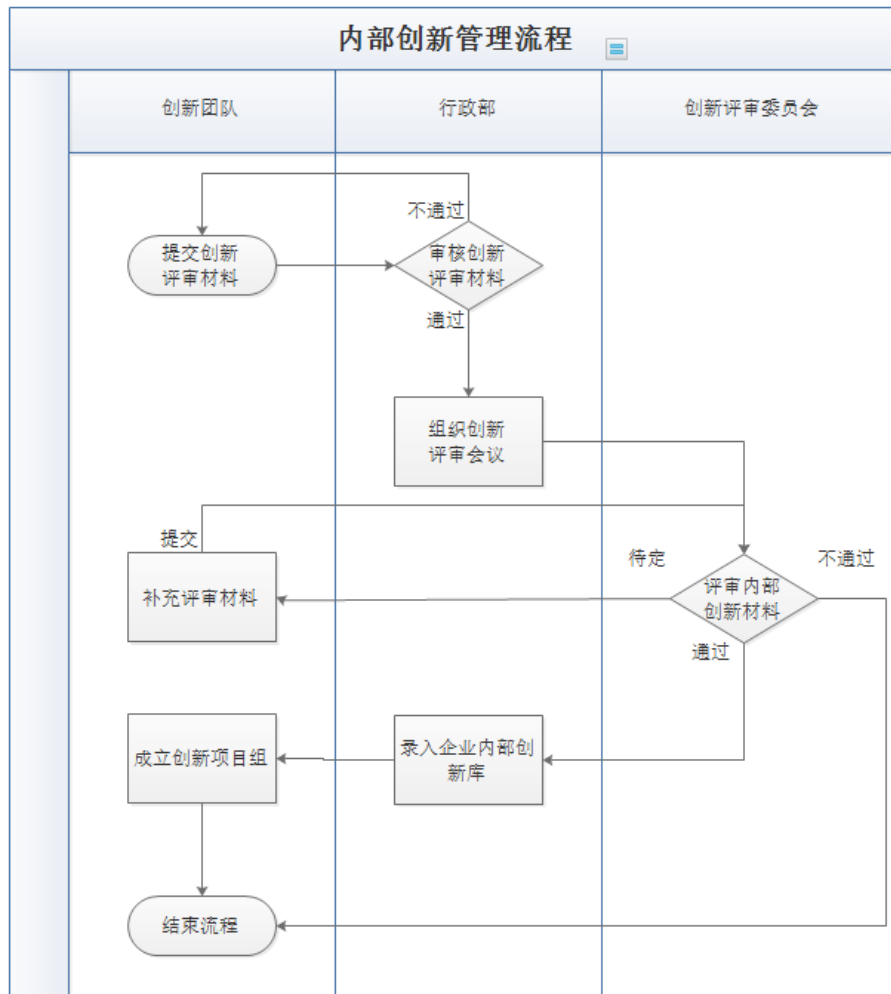 内部创新管理流程
创新团队
行政部
创新评审委员会
不通过
提交创新
评审材料
审核创新
评审材料
通过
组织创新
评审会议
提交
待定
不通过
补充评审材料
评审内部
创新材料
通过
成立创新项目组
录入企业内部创
新库
结束流程